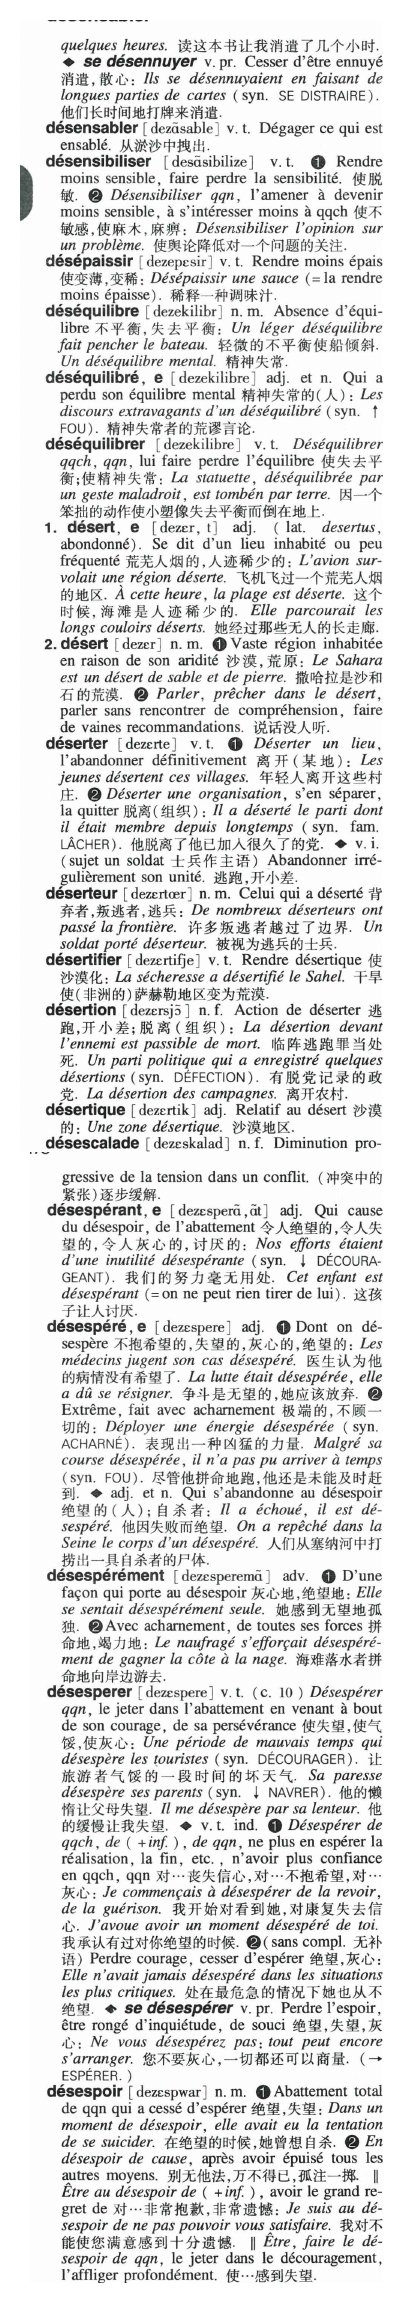 quelques heures. 读这本书让我消遣了几个小时.
◆ se désennuyer v. pr. Cesser d'être ennuyé
消遣,散心: Ils se désennuyaient en faisant de
longues parties de cartes (syn. SE DISTRAIRE).
他们长时间地打牌来消遣.
désensabler [dezɑ̃sable] v. t. Dégager ce qui est
ensablé. 从淤沙中拽出.
désensibiliser [desɑ̃sibilize] v. t. ❶ Rendre
moins sensible, faire perdre la sensibilité. 使脱
敏. ❷ Désensibiliser qqn, l'amener à devenir
moins sensible, à s'intéresser moins à qqch 使不
敏感,使麻木,麻痹: Désensibiliser l'opinion sur
un problème. 使舆论降低对一个问题的关注.
désépaissir [dezepɛsir] v. t. Rendre moins épais
使变薄,变稀: Désépaissir une sauce (= la rendre
moins épaisse). 稀释一种调味汁.
déséquilibre [dezekilibr] n. m. Absence d'équi-
libre 不平衡,失去平衡: Un léger déséquilibre
fait pencher le bateau. 轻微的不平衡使船倾斜.
Un déséquilibre mental. 精神失常.
déséquilibré, e [dezekilibre] adj. et n. Qui a
perdu son équilibre mental 精神失常的(人): Les
discours extravagants d'un déséquilibré (syn. ↑
FOU). 精神失常者的荒谬言论.
déséquilibrer [dezekilibre] v. t. Déséquilibrer
qqch, qqn, lui faire perdre l'équilibre 使失去平
衡;使精神失常: La statuette, déséquilibrée par
un geste maladroit, est tombén par terre. 因一个
笨拙的动作使小塑像失去平衡而倒在地上.
1. désert, e [dezɛr, t] adj. ( lat. desertus,
abondonné). Se dit d'un lieu inhabité ou peu
fréquenté 荒芜人烟的,人迹稀少的: L'avion sur-
volait une région déserte. 飞机飞过一个荒芜人烟
的地区. À cette heure, la plage est déserte. 这个
时候,海滩是人迹稀少的. Elle parcourait les
longs couloirs déserts. 她经过那些无人的长走廊.
2. désert [dezɛr] n. m. ❶ Vaste région inhabitée
en raison de son aridité 沙漠,荒原: Le Sahara
est un désert de sable et de pierre. 撒哈拉是沙和
石的荒漠. ❷ Parler, prêcher dans le désert,
parler sans rencontrer de compréhension, faire
de vaines recommandations. 说话没人听.
déserter [dezɛrte] v. t. ❶ Déserter un lieu,
l'abandonner définitivement 离开(某地): Les
jeunes désertent ces villages. 年轻人离开这些村
庄. ❷ Déserter une organisation, s'en séparer,
la quitter 脱离(组织): Il a déserté le parti dont
il était membre depuis longtemps (syn. fam.
LÂCHER). 他脱离了他已加入很久了的党. ◆ v. i.
(sujet un soldat 士兵作主语) Abandonner irré-
gulièrement son unité. 逃跑,开小差.
déserteur [dezɛrtœr] n. m. Celui qui a déserté 背
弃者,叛逃者,逃兵: De nombreux déserteurs ont
passé la frontière. 许多叛逃者越过了边界. Un
soldat porté déserteur. 被视为逃兵的士兵.
désertifier [dezɛrtifje] v. t. Rendre désertique 使
沙漠化: La sécheresse a désertifié le Sahel. 干旱
使(非洲的)萨赫勒地区变为荒漠.
désertion [dezɛrsjɔ̃] n. f. Action de déserter 逃
跑,开小差;脱离(组织): La désertion devant
l'ennemi est passible de mort. 临阵逃跑罪当处
死. Un parti politique qui a enregistré quelques
désertions (syn. DÉFECTION). 有脱党记录的政
党. La désertion des campagnes. 离开农村.
désertique [dezɛrtik] adj. Relatif au désert 沙漠
的: Une zone désertique. 沙漠地区.
désescalade [dezɛskalad] n. f. Diminution pro-
gressive de la tension dans un conflit. (冲突中的
紧张)逐步缓解.
désespérant, e [dezɛsperɑ̃, ɑ̃t] adj. Qui cause
du désespoir, de l'abattement 令人绝望的,令人失
望的,令人灰心的,讨厌的: Nos efforts étaient
d'une inutilité désespérante (syn. ↓ DÉCOURA-
GEANT). 我们的努力毫无用处. Cet enfant est
désespérant (= on ne peut rien tirer de lui). 这孩
子让人讨厌.
désespéré, e [dezɛspere] adj. ❶ Dont on dé-
sespère 不抱希望的,失望的,灰心的,绝望的: Les
médecins jugent son cas désespéré. 医生认为他
的病情没有希望了. La lutte était désespérée, elle
a dû se résigner. 争斗是无望的,她应该放弃. ❷
Extrême, fait avec acharnement 极端的,不顾一
切的: Déployer une énergie désespérée (syn.
ACHARNÉ). 表现出一种凶猛的力量. Malgré sa
course désespérée, il n'a pas pu arriver à temps
(syn. FOU). 尽管他拼命地跑,他还是未能及时赶
到. ◆ adj. et n. Qui s'abandonne au désespoir
绝望的(人);自杀者: Il a échoué, il est dé-
sespéré. 他因失败而绝望. On a repêché dans la
Seine le corps d'un désespéré. 人们从塞纳河中打
捞出一具自杀者的尸体.
désespérément [dezɛsperemɑ̃] adv. ❶ D'une
façon qui porte au désespoir 灰心地,绝望地: Elle
se sentait désespérément seule. 她感到无望地孤
独. ❷ Avec acharnement, de toutes ses forces 拼
命地,竭力地: Le naufragé s'efforçait désespéré-
ment de gagner la côte à la nage. 海难落水者拼
命地向岸边游去.
désesperer [dezɛspere] v. t. (c. 10) Désespérer
qqn, le jeter dans l'abattement en venant à bout
de son courage, de sa persévérance 使失望,使气
馁,使灰心: Une période de mauvais temps qui
désespère les touristes (syn. DÉCOURAGER). 让
旅游者气馁的一段时间的坏天气. Sa paresse
désespère ses parents (syn. ↓ NAVRER). 他的懒
惰让父母失望. Il me désespère par sa lenteur. 他
的缓慢让我失望. ◆ v. t. ind. ❶ Désespérer de
qqch, de (+inf.), de qqn, ne plus en espérer la
réalisation, la fin, etc., n'avoir plus confiance
en qqch, qqn 对…丧失信心,对…不抱希望,对…
灰心: Je commençais à désespérer de la revoir,
de la guérison. 我开始对看到她,对康复失去信
心. J'avoue avoir un moment désespéré de toi.
我承认有过对你绝望的时候. ❷ (sans compl. 无补
语) Perdre courage, cesser d'espérer 绝望,灰心:
Elle n'avait jamais désespéré dans les situations
les plus critiques. 处在最危急的情况下她也从不
绝望. ◆ se désespérer v. pr. Perdre l'espoir,
être rongé d'inquiétude, de souci 绝望,失望,灰
心: Ne vous désespérez pas: tout peut encore
s'arranger. 您不要灰心,一切都还可以商量. (→
ESPÉRER.)
désespoir [dezɛspwar] n. m. ❶ Abattement total
de qqn qui a cessé d'espérer 绝望,失望: Dans un
moment de désespoir, elle avait eu la tentation
de se suicider. 在绝望的时候,她曾想自杀. ❷ En
désespoir de cause, après avoir épuisé tous les
autres moyens. 别无他法,万不得已,孤注一掷. ‖
Être au désespoir de (+inf.), avoir le grand re-
gret de 对…非常抱歉,非常遗憾: Je suis au dé-
sespoir de ne pas pouvoir vous satisfaire. 我对不
能使您满意感到十分遗憾. ‖ Être, faire le dé-
sespoir de qqn, le jeter dans le découragement,
l'affliger profondément. 使…感到失望.